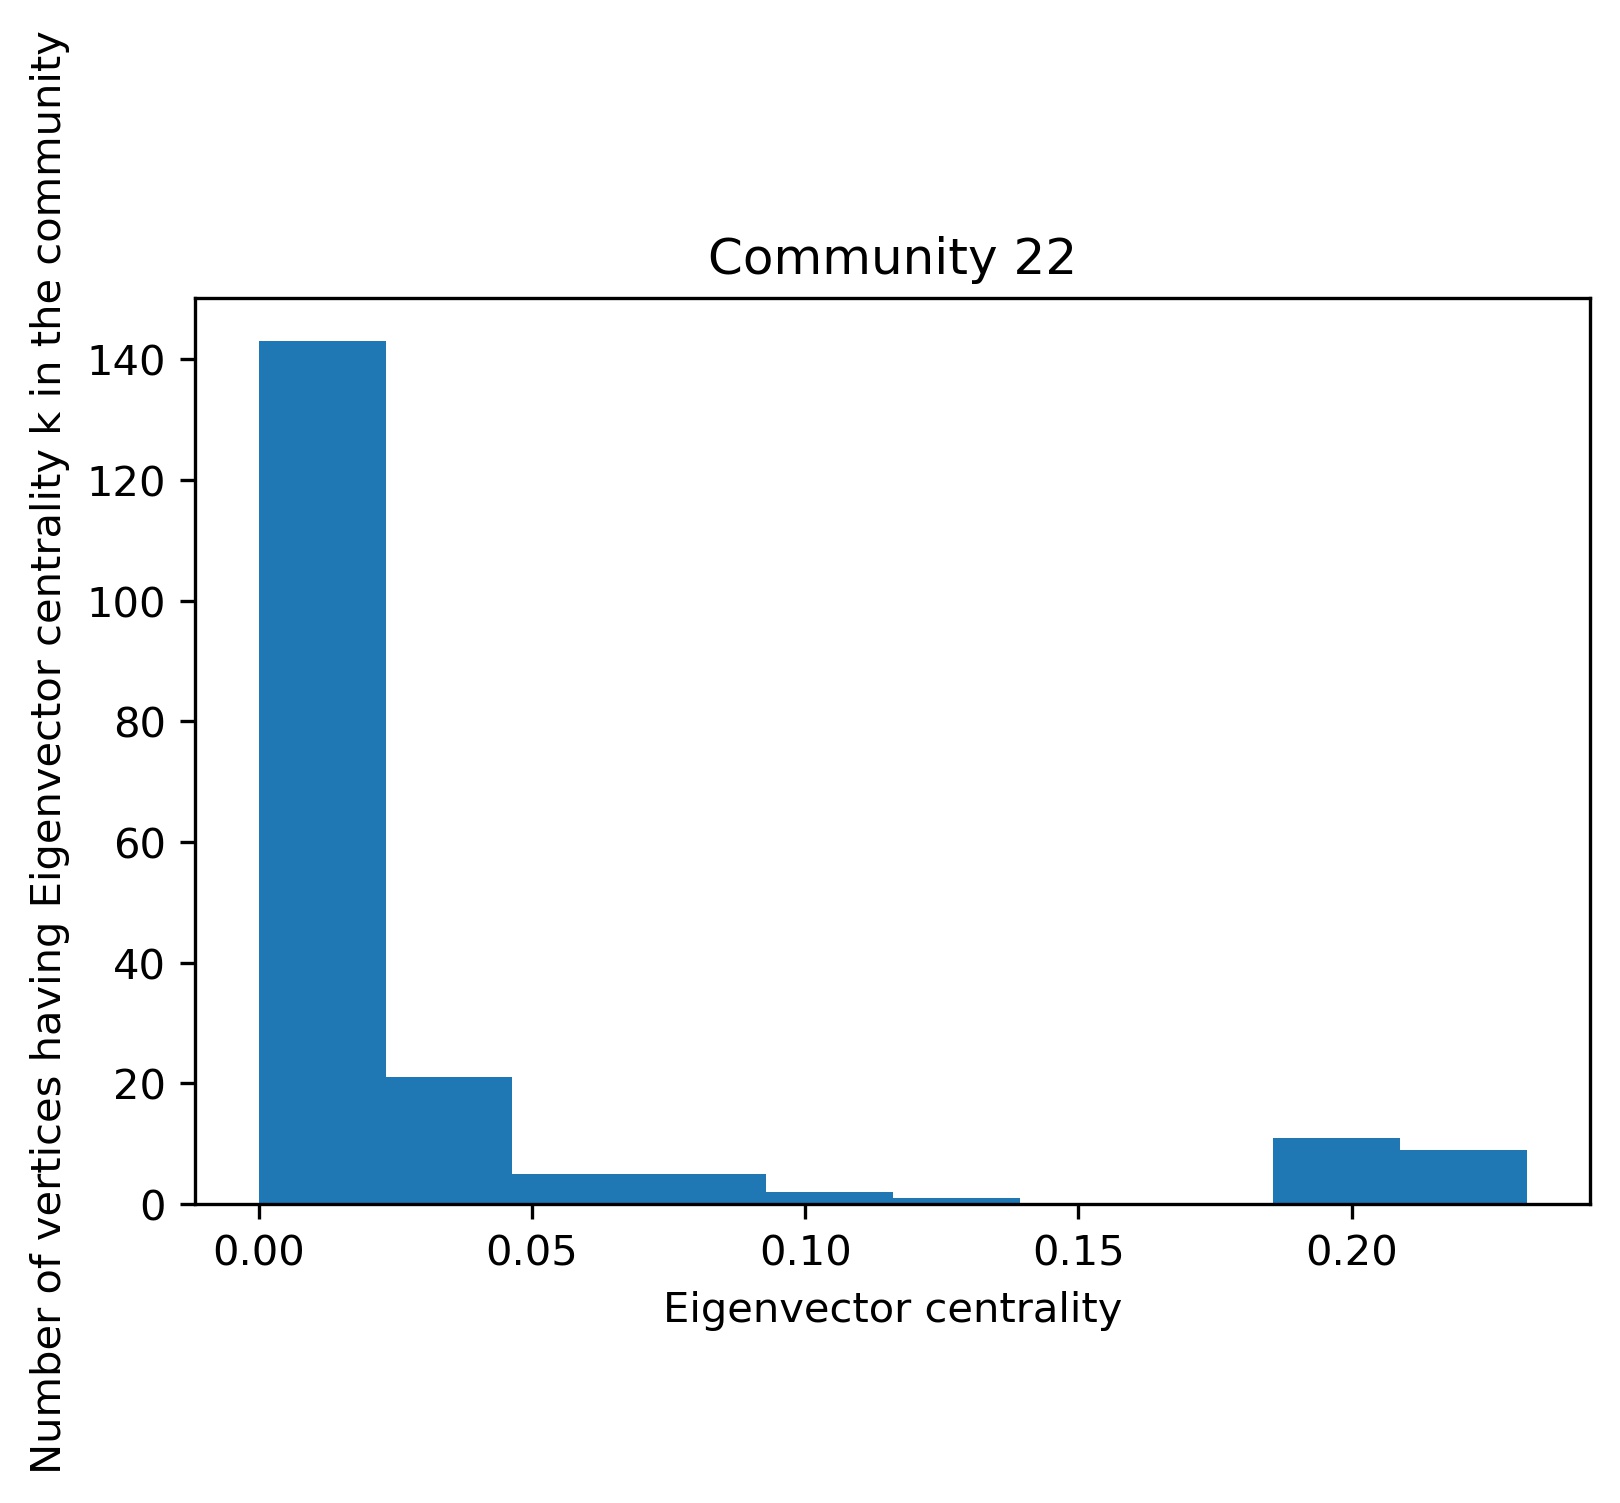 Community 22
Number of vertices having Eigenvector centrality k in the community
140
120
100
80
60
40
20
0
0.00 0.05 0.10 0.15 0.20
Eigenvector centrality